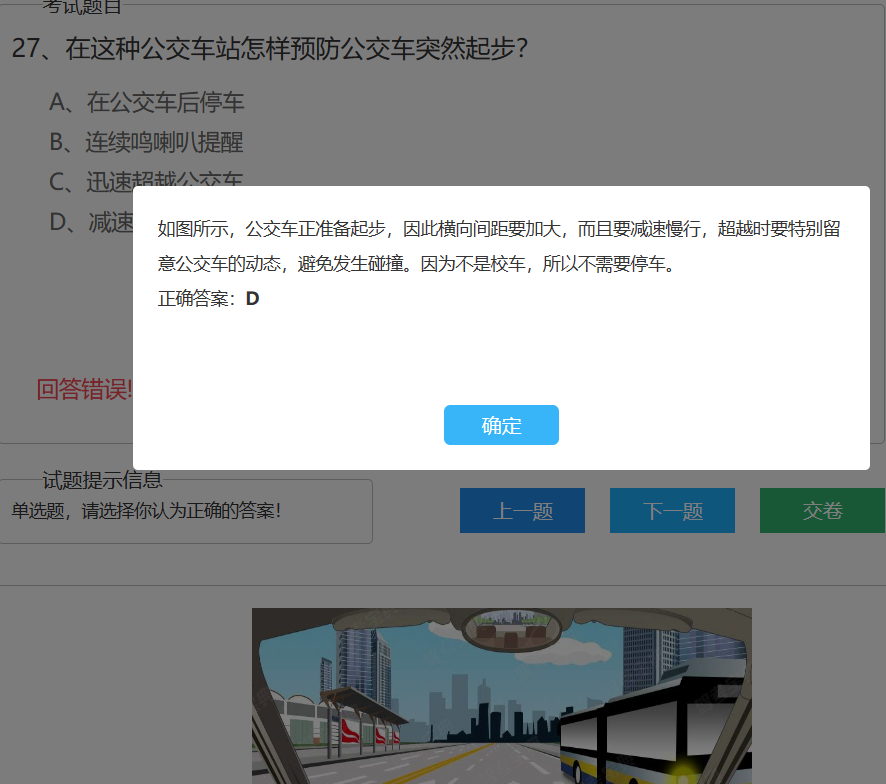 考试题目
27、在这种公交车站怎样预防公交车突然起步？
A、在公交车后停车
B、连续鸣喇叭提醒
C、迅速超越公交车
D、减速
如图所示，公交车正准备起步，因此横向间距要加大，而且要减速慢行，超越时要特别留
意公交车的动态，避免发生碰撞。因为不是校车，所以不需要停车。
正确答案：D
回答错误!
确定
试题提示信息
单选题，请选择你认为正确的答案！
上一题
下一题
交卷